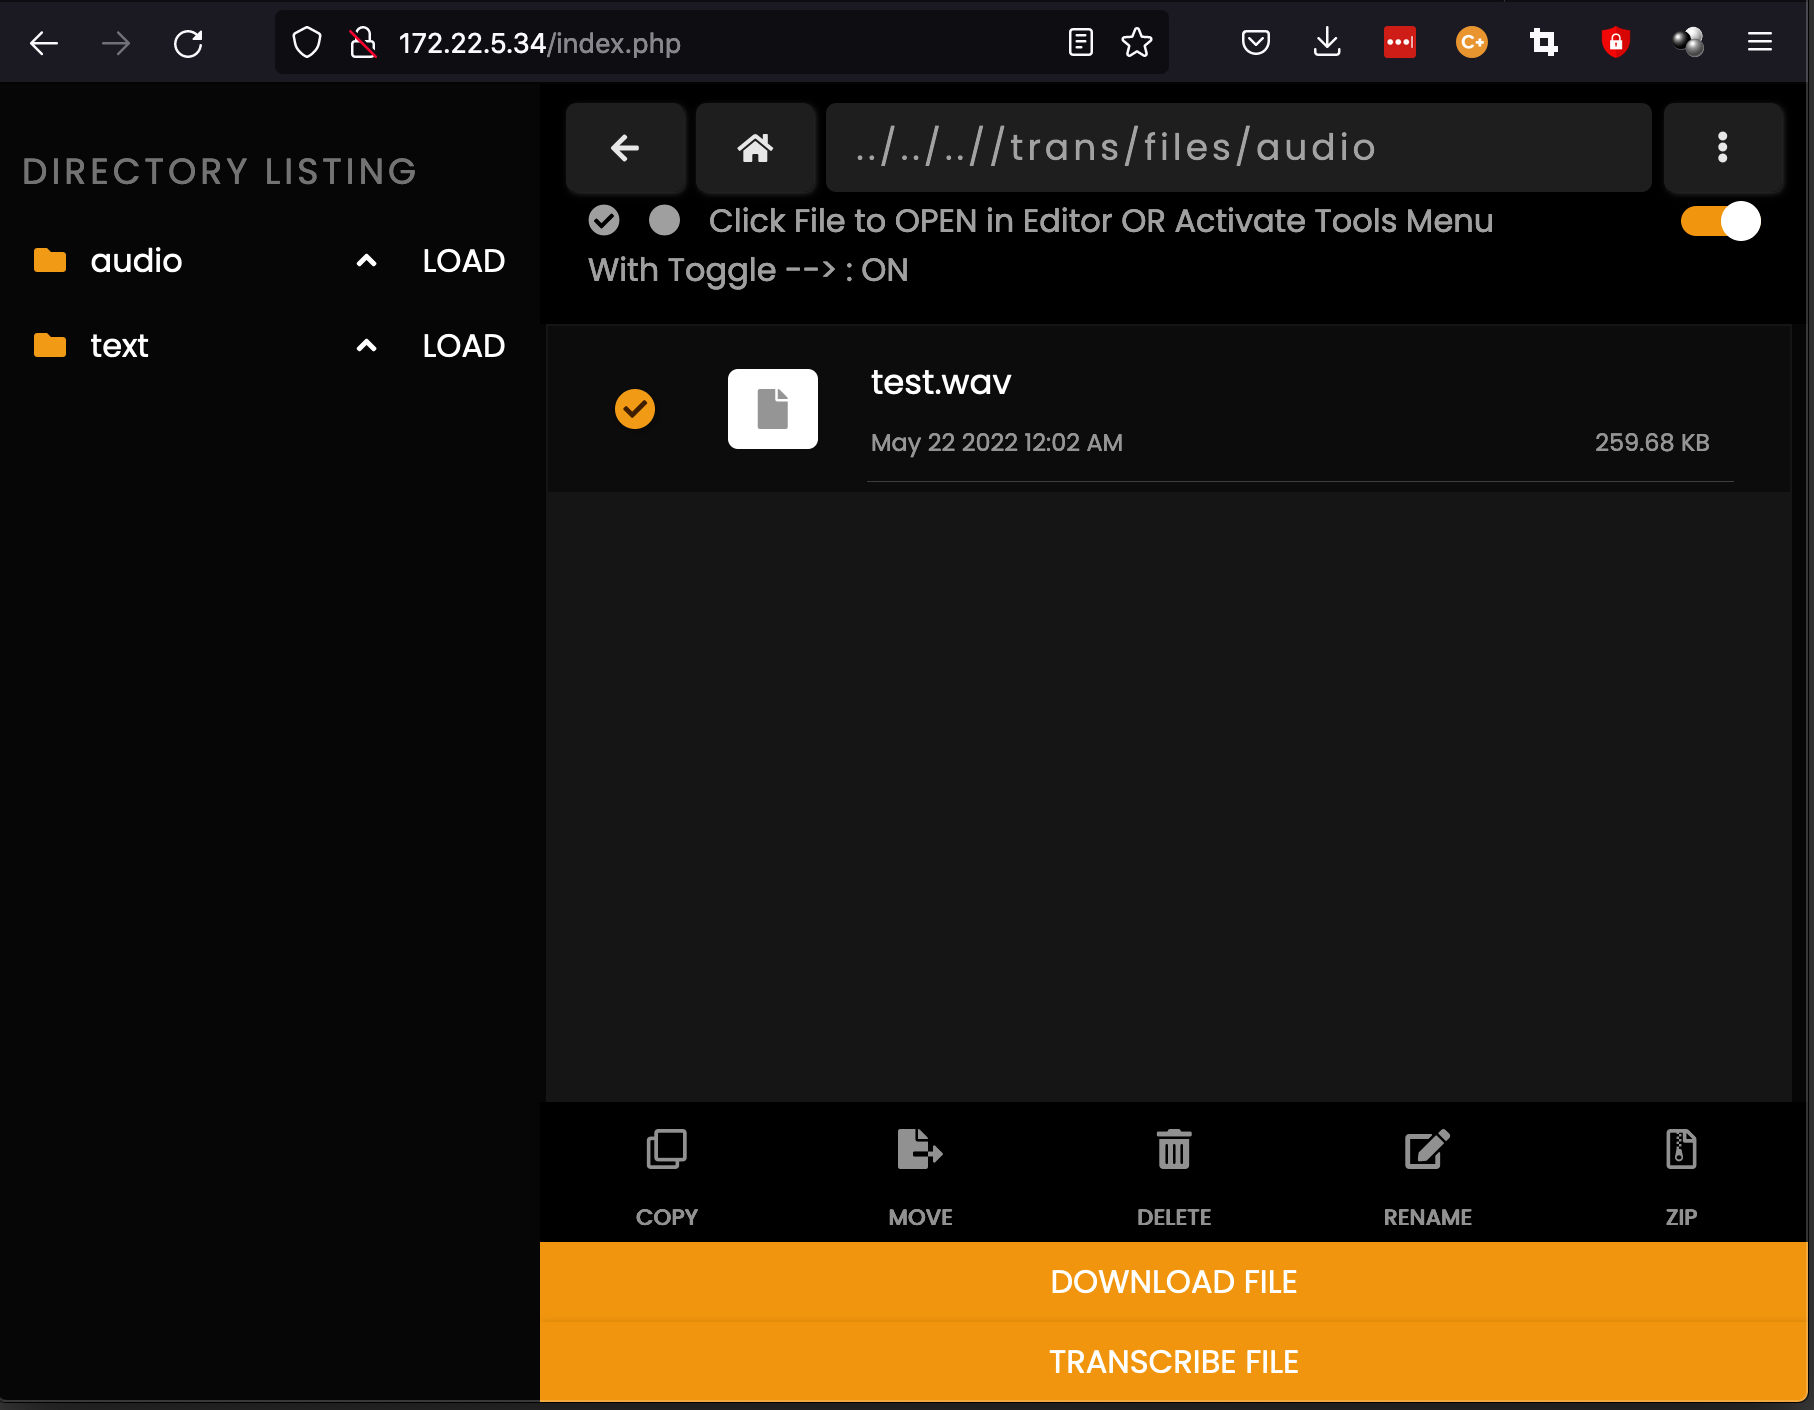 172.22.5.34/index.php
C+
DIRECTORY LISTING
audio LOAD
text LOAD
../../..//trans/files/audio
Click File to OPEN in Editor OR Activate Tools Menu
With Toggle --> : ON
test.wav
May 22 2022 12:02 AM 259.68 KB
COPY MOVE DELETE RENAME ZIP
DOWNLOAD FILE
TRANSCRIBE FILE